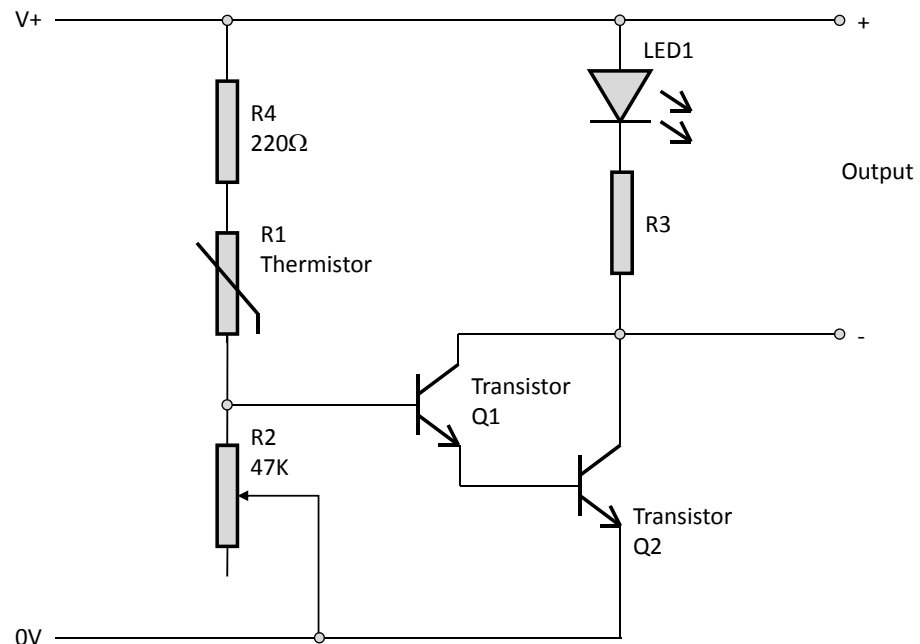 V+
+
LED1
R4
220Ω
Output
R1
Thermistor
R3
-
Transistor
Q1
R2
47K
Transistor
Q2
0V